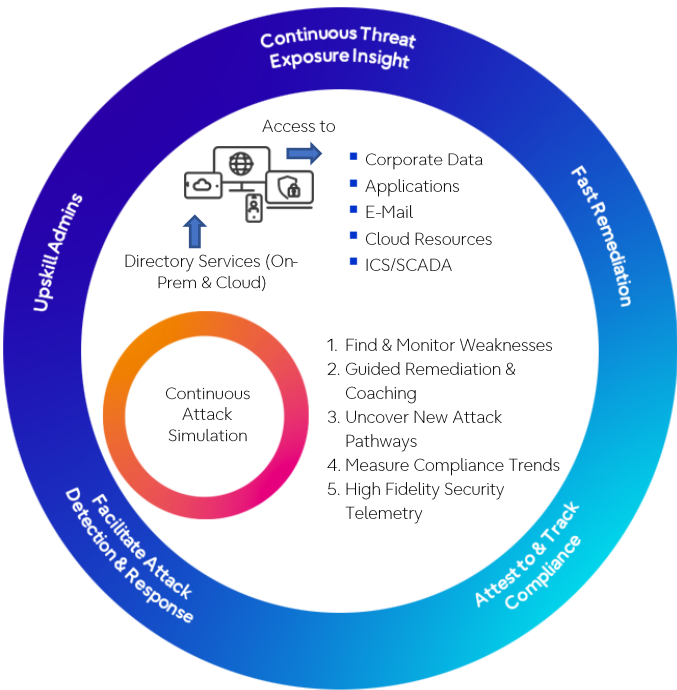 Continuous Threat
Exposure Insight
Access to
Corporate Data
Applications
E-Mail
Cloud Resources
ICS/SCADA
Directory Services (On-
Prem & Cloud)
Fast Remediation
Upskill Admins
Continuous
Attack
Simulation
1. Find & Monitor Weaknesses
2. Guided Remediation &
Coaching
3. Uncover New Attack
Pathways
4. Measure Compliance Trends
5. High Fidelity Security
Telemetry
Facilitate Attack
Detection & Response
Attest to & Track
Compliance